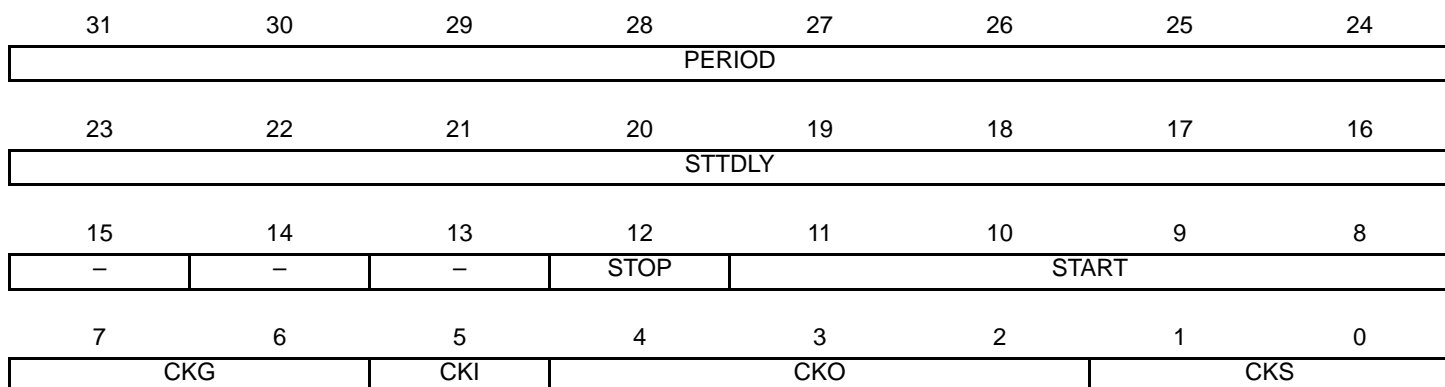 31 30 29 28 27 26 25 24
PERIOD
23 22 21 20 19 18 17 16
STTDLY
15 14 13 12 11 10 9 8
– – – STOP START
7 6 5 4 3 2 1 0
CKG CKI CKO CKS